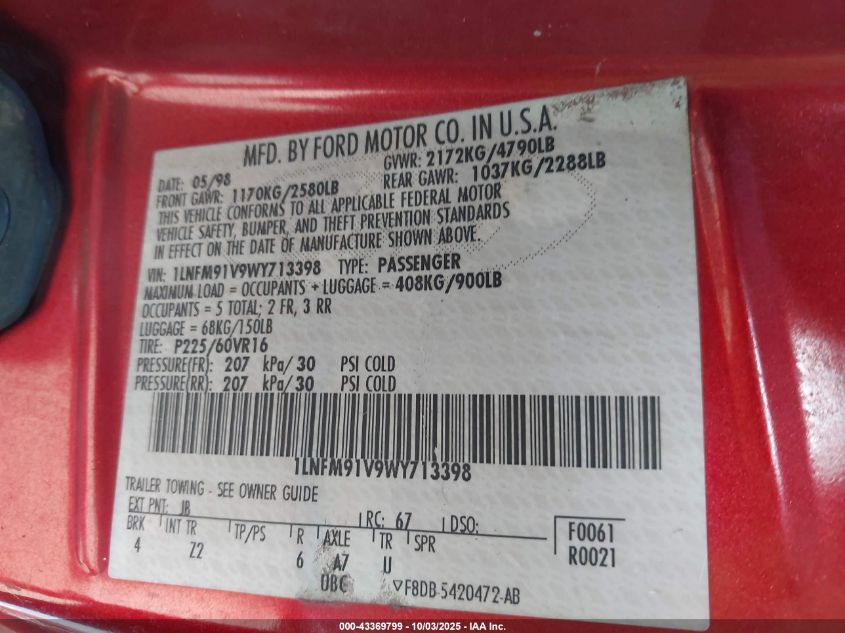 MFD. BY FORD MOTOR CO. IN U.S.A.
DATE: 05/98 GVWR: 2172KG/4790LB
FRONT GAWR: 1170KG/2580LB REAR GAWR: 1037KG/2288LB
THIS VEHICLE CONFORMS TO ALL APPLICABLE FEDERAL MOTOR
VEHICLE SAFETY, BUMPER, AND THEFT PREVENTION STANDARDS
IN EFFECT ON THE DATE OF MANUFACTURE SHOWN ABOVE.
VIN: 1LNFM91V9WY713398 TYPE: PASSENGER
MAXIMUM LOAD = OCCUPANTS + LUGGAGE = 408KG/900LB
OCCUPANTS = 5 TOTAL; 2 FR, 3 RR
LUGGAGE = 68KG/150LB
TIRE: P225/60VR16
PRESSURE(FR): 207 kPa/30 PSI COLD
PRESSURE(RR): 207 kPa/30 PSI COLD
1LNFM91V9WY713398
TRAILER TOWING - SEE OWNER GUIDE
EXT PNT: JB RC: 67 DSO:
BRK INT TR TP/PS R AXLE TR SPR F0061
4 Z2 6 A7 U R0021
UBC ▽F8DB-5420472-AB
000-43369799 - 10/03/2025 - IAA Inc.